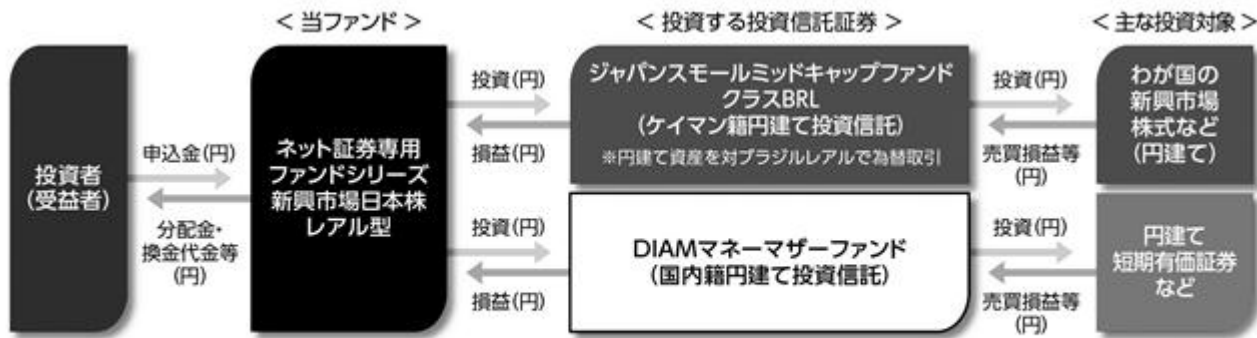 ＜当ファンド＞
＜投資する投資信託証券＞
＜主な投資対象＞
投資者
(受益者)
申込金(円)
分配金・
換金代金等
(円)
ネット証券専用
ファンドシリーズ
新興市場日本株
レアル型
投資(円)
損益(円)
ジャパンスモールミッドキャップファンド
クラスBRL
(ケイマン籍円建て投資信託)
※円建て資産を対ブラジルレアルで為替取引
投資(円)
売買損益等
(円)
わが国の
新興市場
株式など
(円建て)
投資(円)
損益(円)
DIAMマネーマザーファンド
(国内籍円建て投資信託)
投資(円)
売買損益等
(円)
円建て
短期有価証券
など